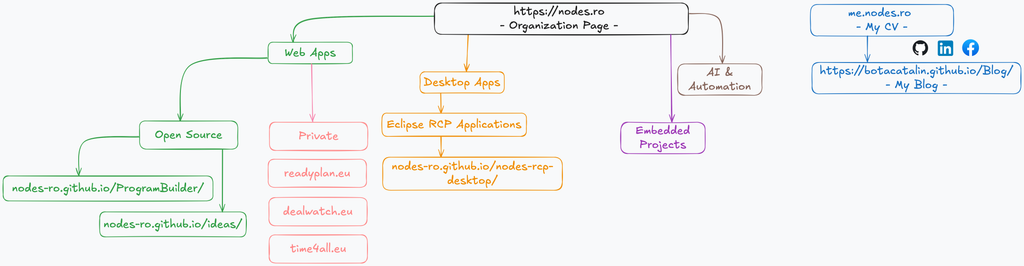 https://nodes.ro
- Organization Page -
me.nodes.ro
- My CV -
Web Apps
Desktop Apps
AI &
Automation
https://botacatalin.github.io/Blog/
- My Blog -
Open Source
Private
Eclipse RCP Applications
Embedded
Projects
nodes-ro.github.io/ProgramBuilder/
readyplan.eu
nodes-ro.github.io/nodes-rcp-
desktop/
nodes-ro.github.io/ideas/
dealwatch.eu
time4all.eu
in